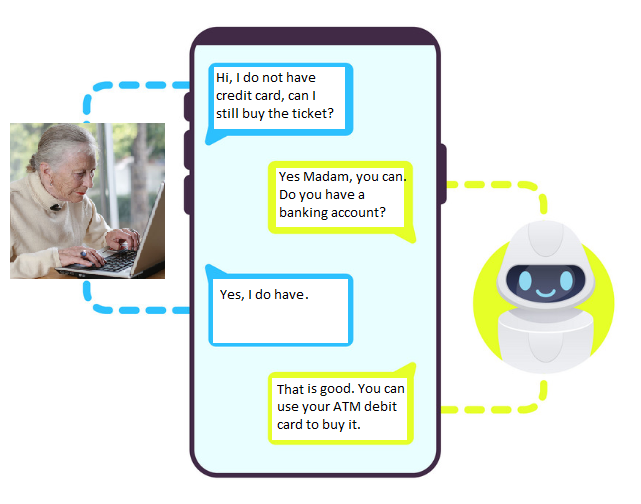 Hi, I do not have
credit card, can I
still buy the ticket?
Yes Madam, you can.
Do you have a
banking account?
Yes, I do have.
That is good. You can
use your ATM debit
card to buy it.